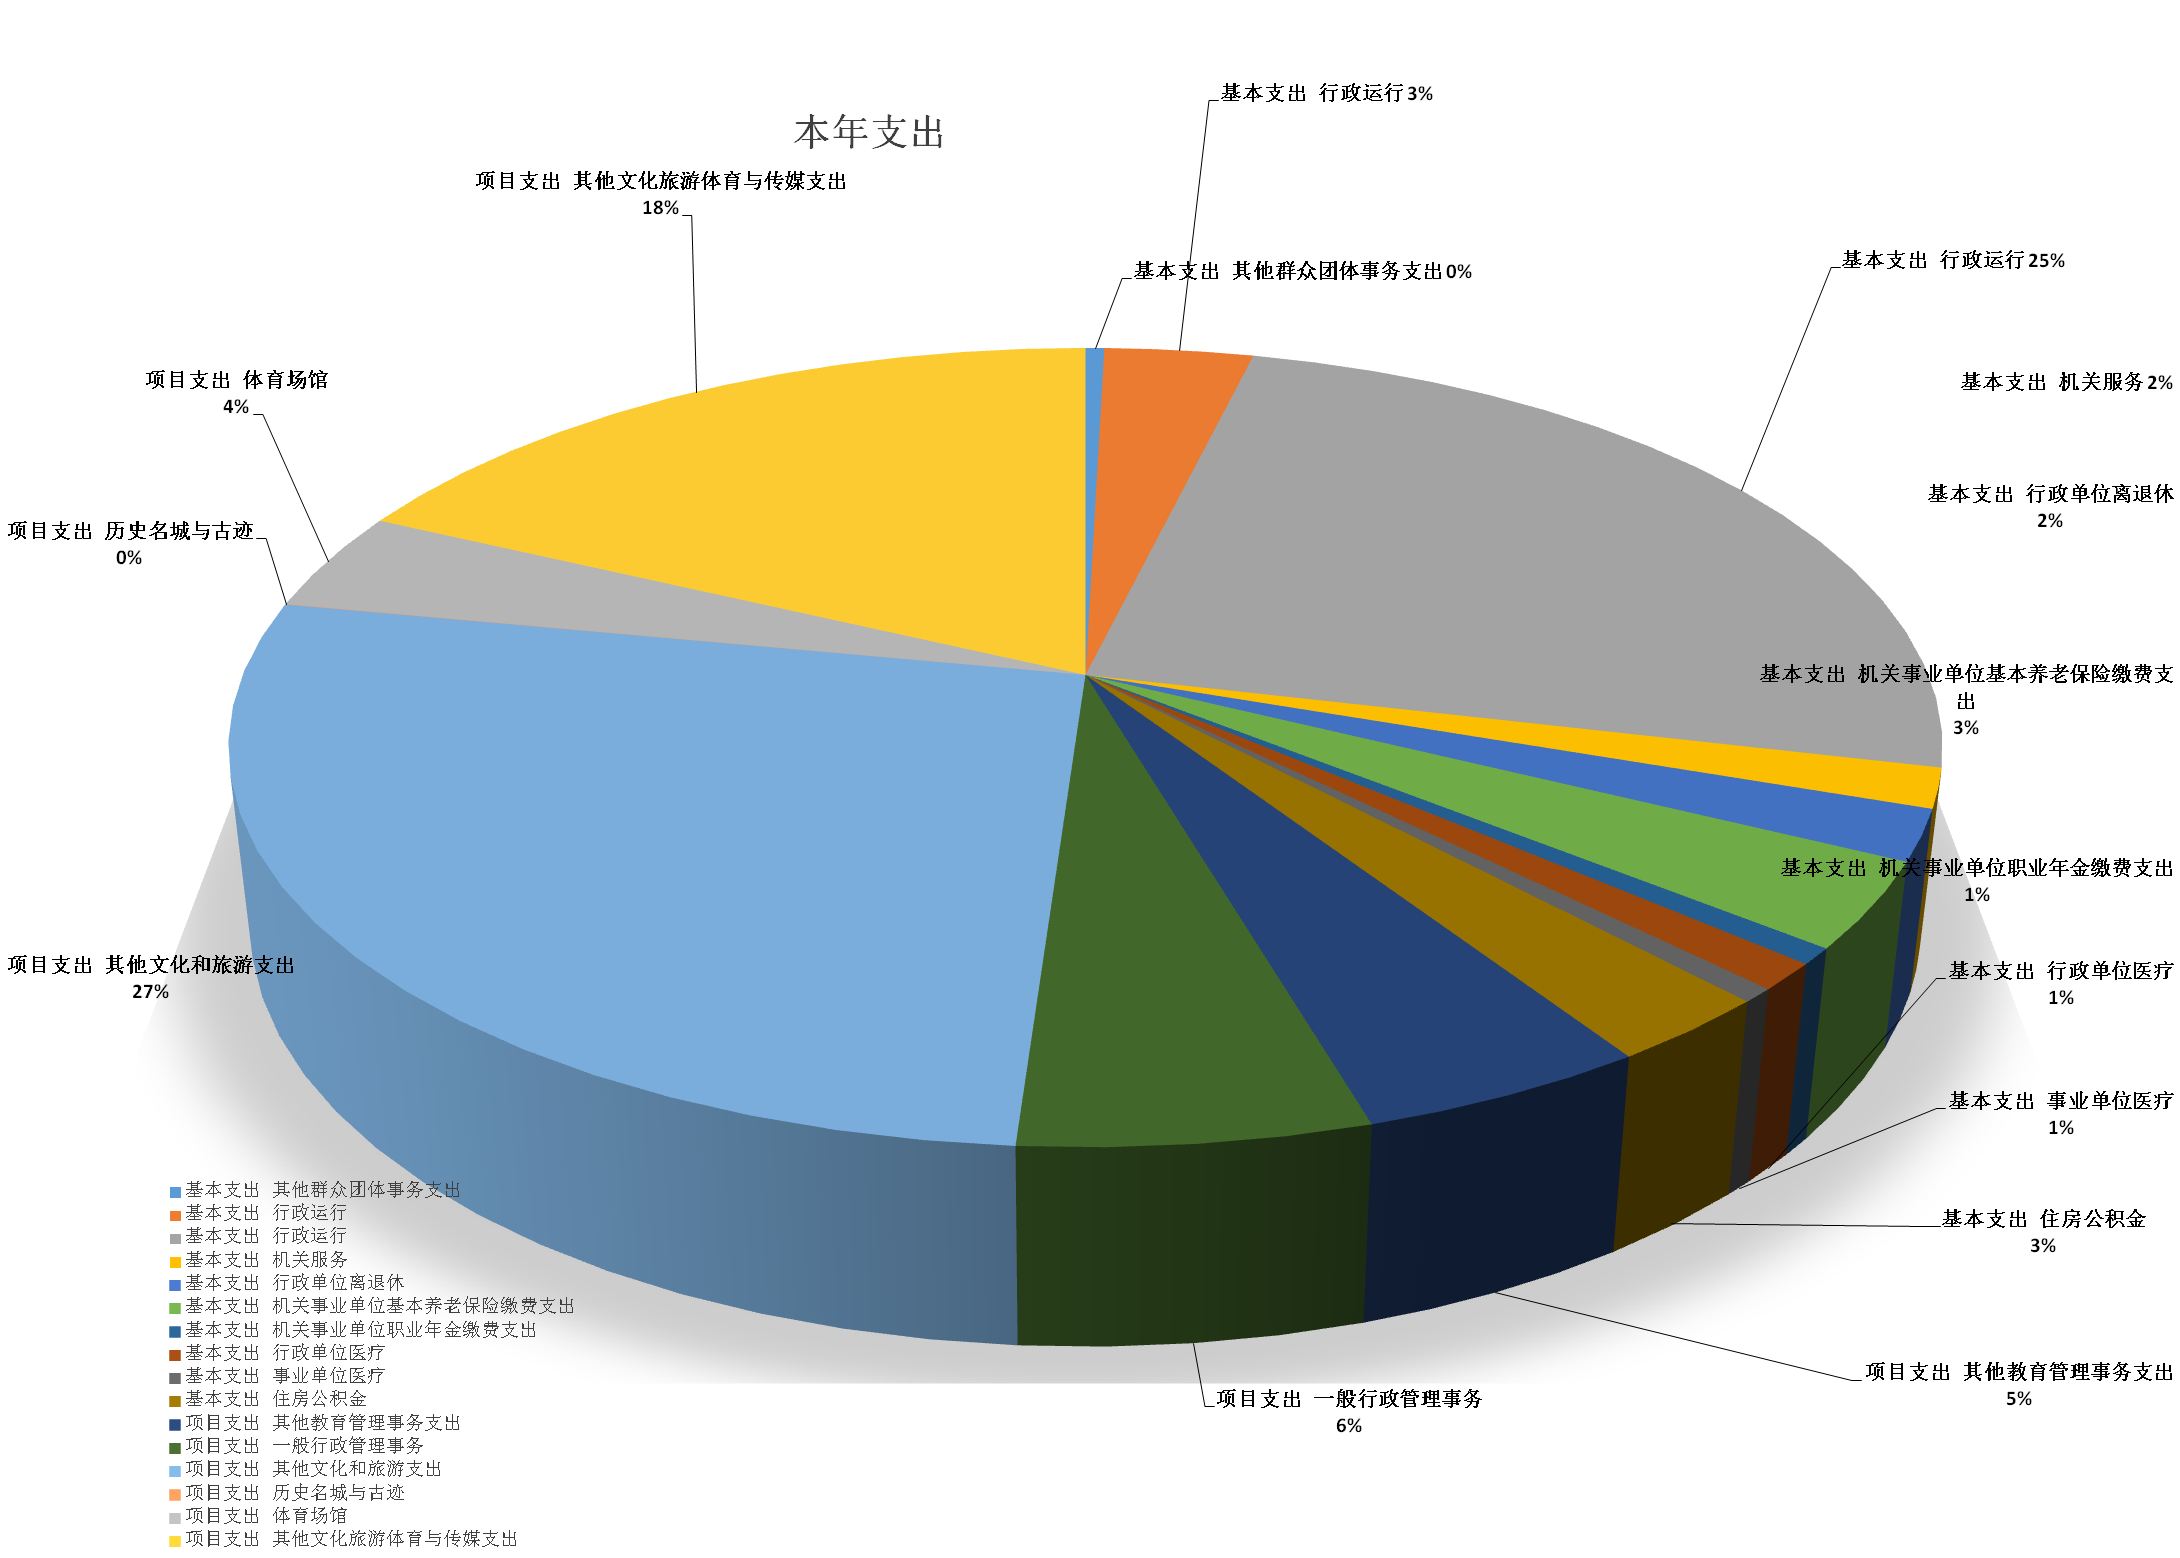 本年支出
基本支出 行政运行3%
项目支出 其他文化旅游体育与传媒支出
18%
基本支出 其他群众团体事务支出0%
基本支出 行政运行25%
项目支出 体育场馆
4%
基本支出 机关服务2%
基本支出 行政单位离退休
2%
项目支出 历史名城与古迹
0%
基本支出 机关事业单位基本养老保险缴费支
出
3%
基本支出 机关事业单位职业年金缴费支出
1%
项目支出 其他文化和旅游支出
27%
基本支出 行政单位医疗
1%
基本支出 事业单位医疗
1%
基本支出 住房公积金
3%
项目支出 其他教育管理事务支出
5%
项目支出 一般行政管理事务
6%
基本支出 其他群众团体事务支出
基本支出 行政运行
基本支出 行政运行
基本支出 机关服务
基本支出 行政单位离退休
基本支出 机关事业单位基本养老保险缴费支出
基本支出 机关事业单位职业年金缴费支出
基本支出 行政单位医疗
基本支出 事业单位医疗
基本支出 住房公积金
项目支出 其他教育管理事务支出
项目支出 一般行政管理事务
项目支出 其他文化和旅游支出
项目支出 历史名城与古迹
项目支出 体育场馆
项目支出 其他文化旅游体育与传媒支出